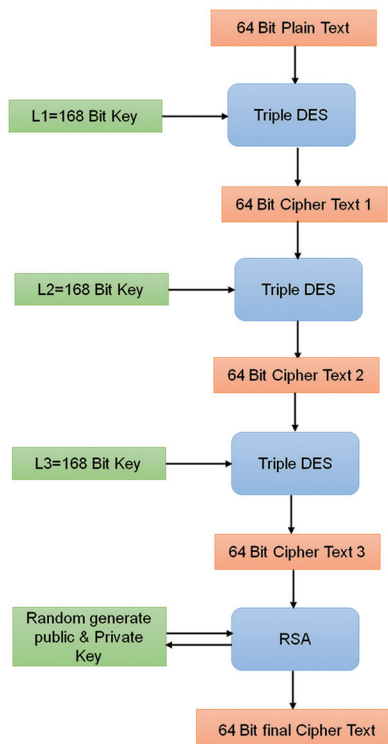 64 Bit Plain Text
L1=168 Bit Key
Triple DES
64 Bit Cipher Text 1
L2=168 Bit Key
Triple DES
64 Bit Cipher Text 2
L3=168 Bit Key
Triple DES
64 Bit Cipher Text 3
Random generate
public & Private
Key
RSA
64 Bit final Cipher Text